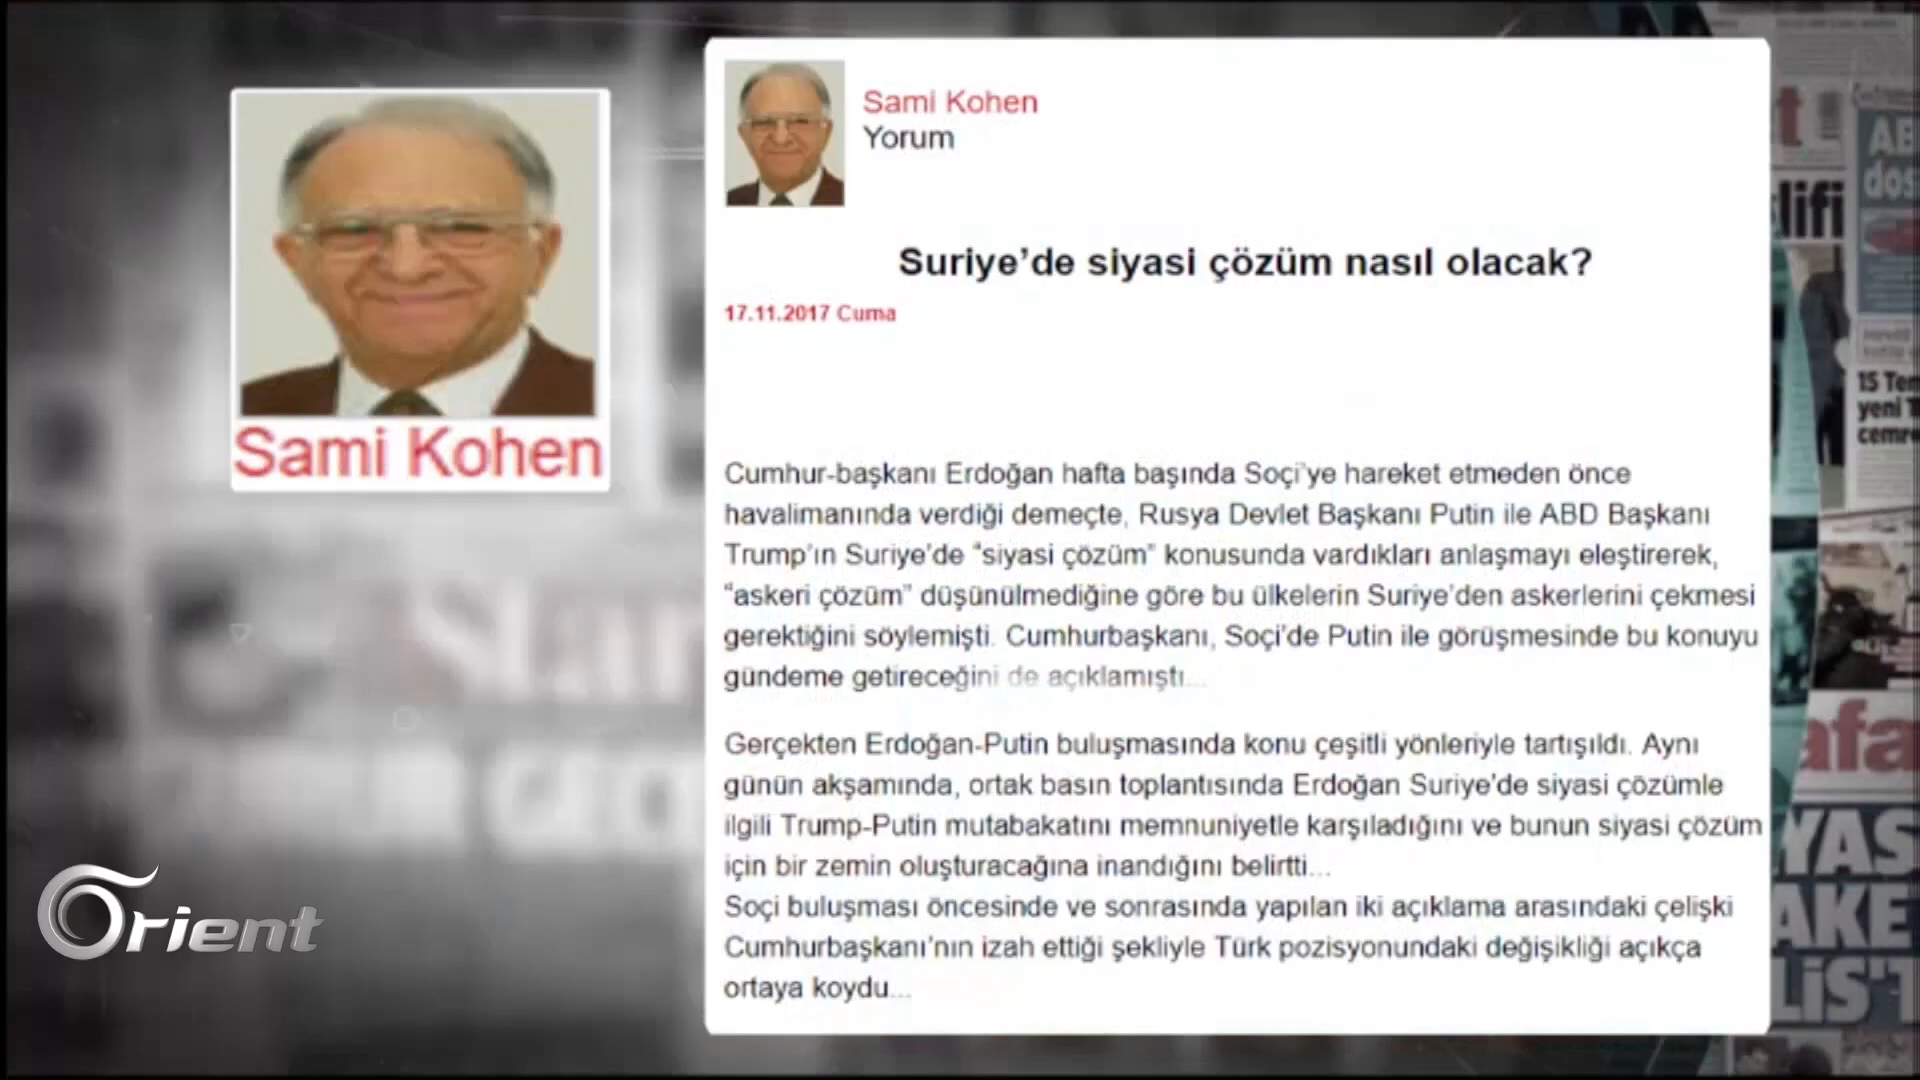 Sami Kohen
Sami Kohen
Yorum
Suriye'de siyasi çözüm nasıl olacak?
17.11.2017 Cuma
Cumhur-başkanı Erdoğan hafta başında Soçi'ye hareket etmeden önce
havalimanında verdiği demeçte, Rusya Devlet Başkanı Putin ile ABD Başkanı
Trump'ın Suriye'de "siyasi çözüm" konusunda vardıkları anlaşmayı eleştirerek,
"askeri çözüm" düşünülmediğine göre bu ülkelerin Suriye'den askerlerini çekmesi
gerektiğini söylemişti. Cumhurbaşkanı, Soçi'de Putin ile görüşmesinde bu konuyu
gündeme getireceğini de açıklamıştı...
Gerçekten Erdoğan-Putin buluşmasında konu çeşitli yönleriyle tartışıldı. Aynı
günün akşamında, ortak basın toplantısında Erdoğan Suriye'de siyasi çözümle
ilgili Trump-Putin mutabakatını memnuniyetle karşıladığını ve bunun siyasi çözüm
için bir zemin oluşturacağına inandığını belirtti...
Soçi buluşması öncesinde ve sonrasında yapılan iki açıklama arasındaki çelişki
Cumhurbaşkanı'nın izah ettiği şekliyle Türk pozisyonundaki değişikliği açıkça
ortaya koydu...
Orient
15 Tem
yeni